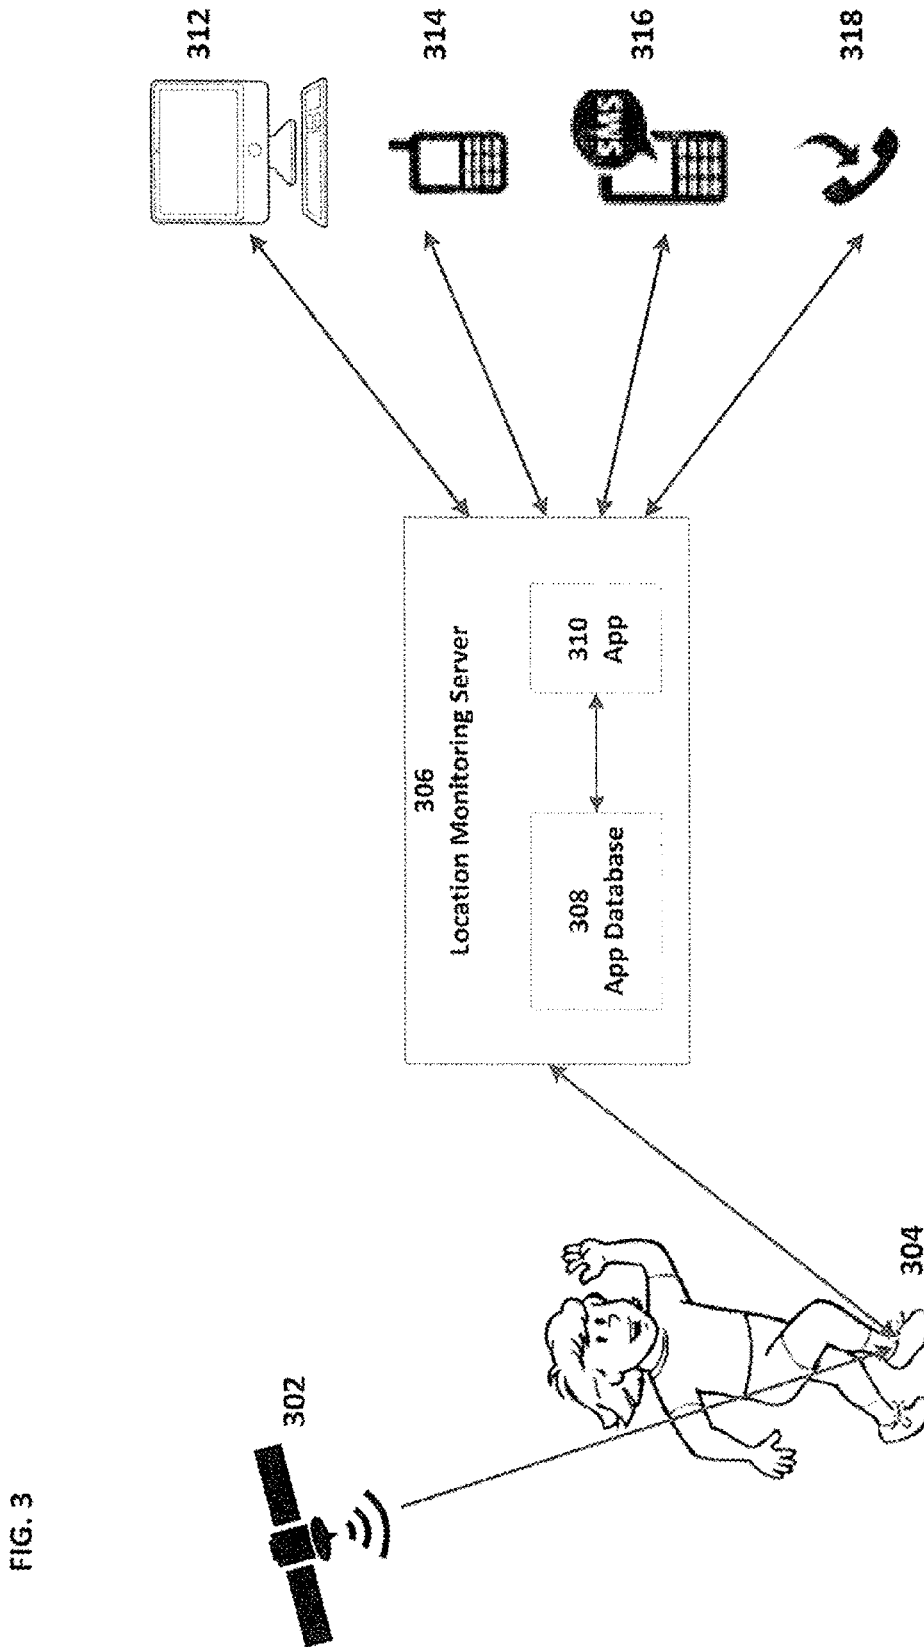 FIG. 3
302
304
306
Location Monitoring Server
308
App Database
310
App
312
314
316
SMS
318